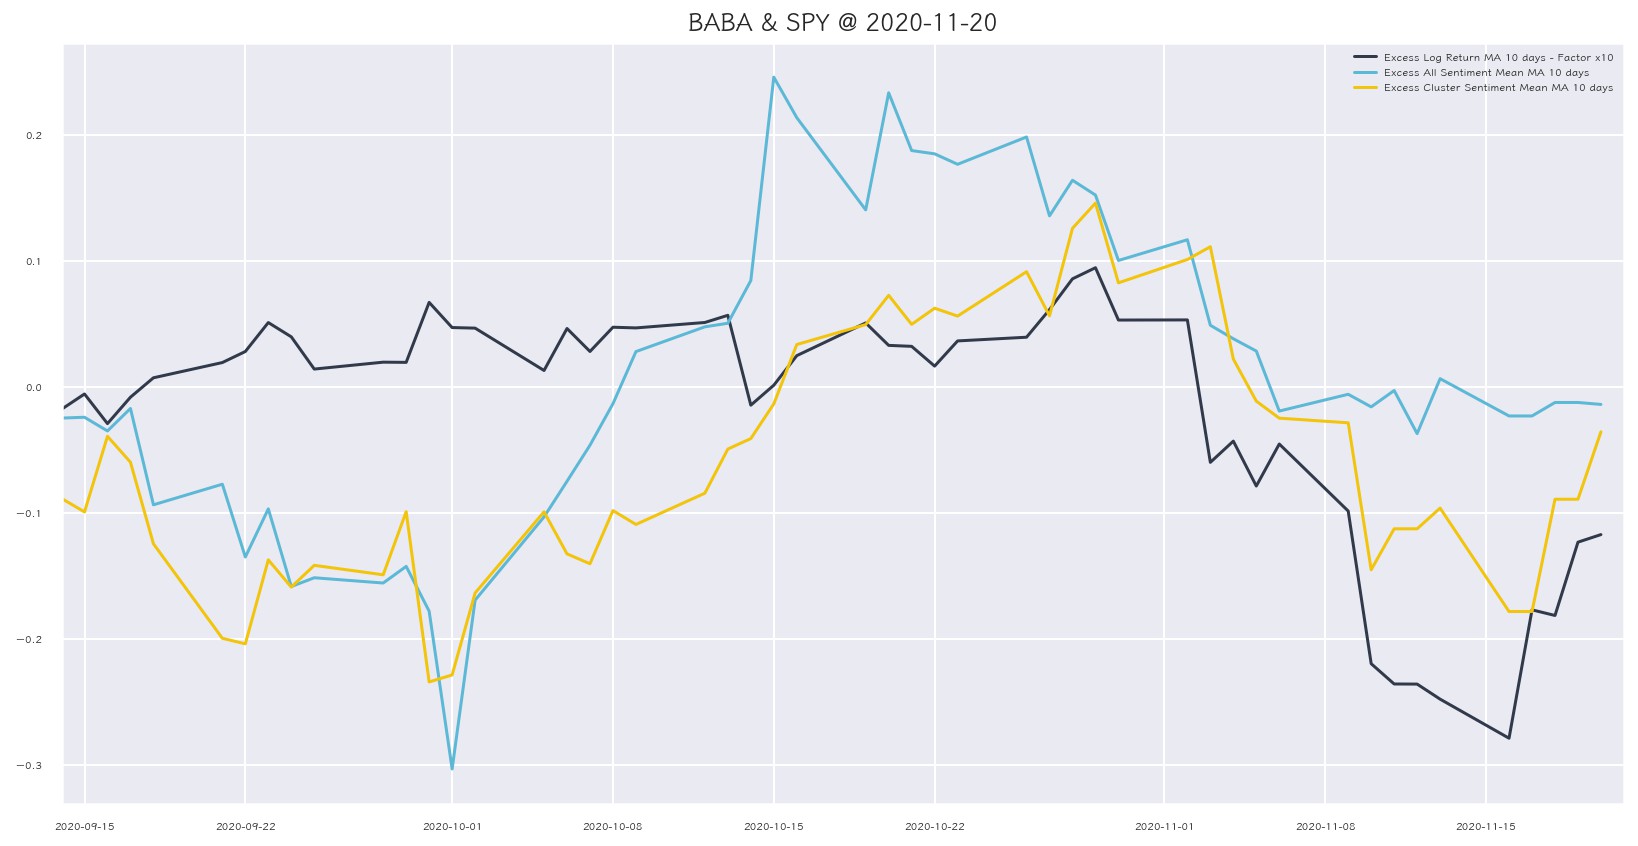 BABA & SPY @ 2020-11-20
Excess Log Return MA 10 days - Factor x10
Excess All Sentiment Mean MA 10 days
Excess Cluster Sentiment Mean MA 10 days
0.2
0.1
0.0
−0.1
−0.2
−0.3
2020-09-15 2020-09-22 2020-10-01 2020-10-08 2020-10-15 2020-10-22 2020-11-01 2020-11-08 2020-11-15